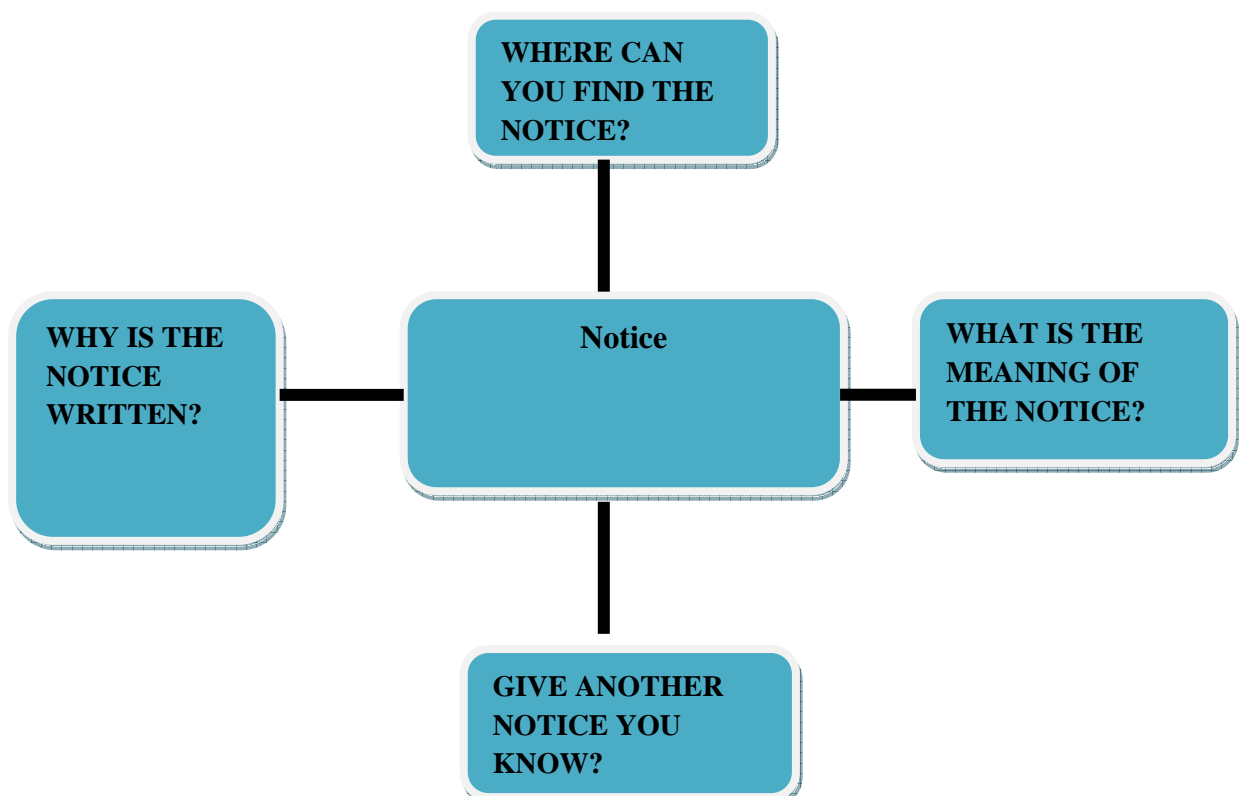 WHERE CAN
YOU FIND THE
NOTICE?
WHY IS THE
NOTICE
WRITTEN?
Notice
WHAT IS THE
MEANING OF
THE NOTICE?
GIVE ANOTHER
NOTICE YOU
KNOW?